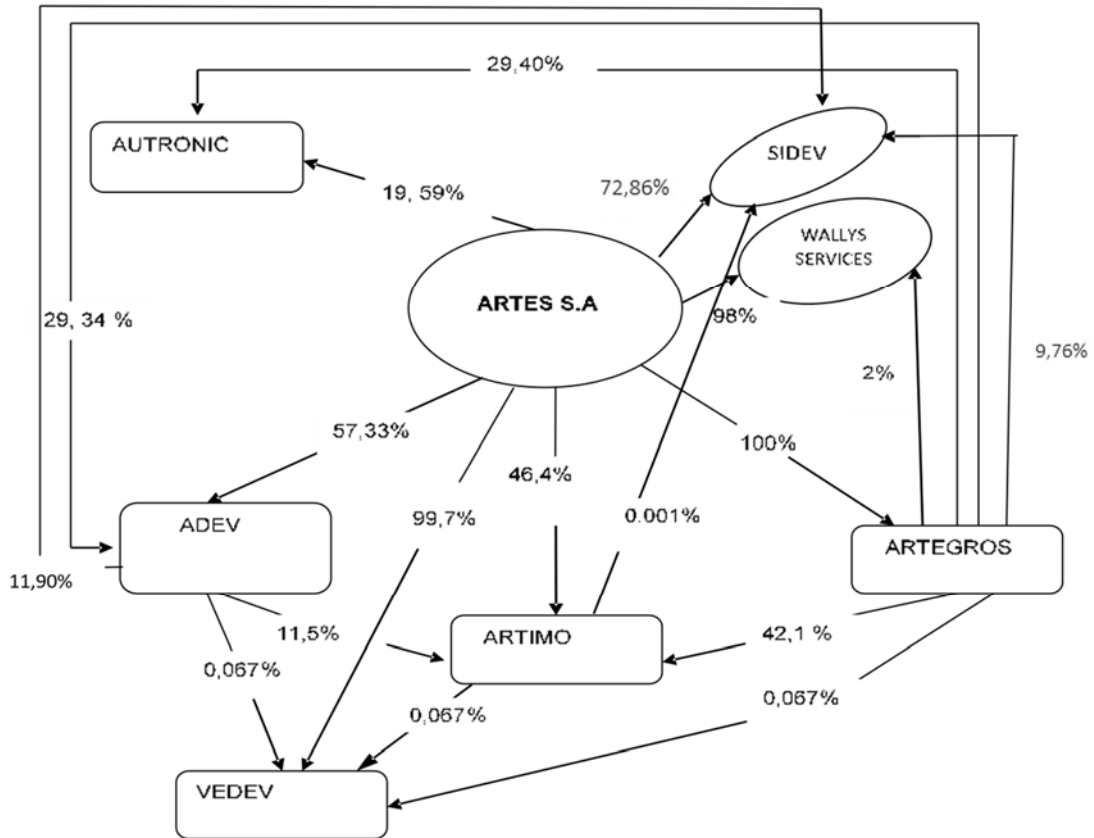 29,40%
AUTRONIC
SIDEV
19, 59%
72,86%
WALLYS
SERVICES
ARTES S.A
98%
29, 34 %
9,76%
2%
57,33%
100%
46,4%
99,7%
0.001%
ADEV
ARTEGROS
11,90%
11,5%
ARTIMO
42,1 %
0,067%
0,067%
0,067%
VEDEV